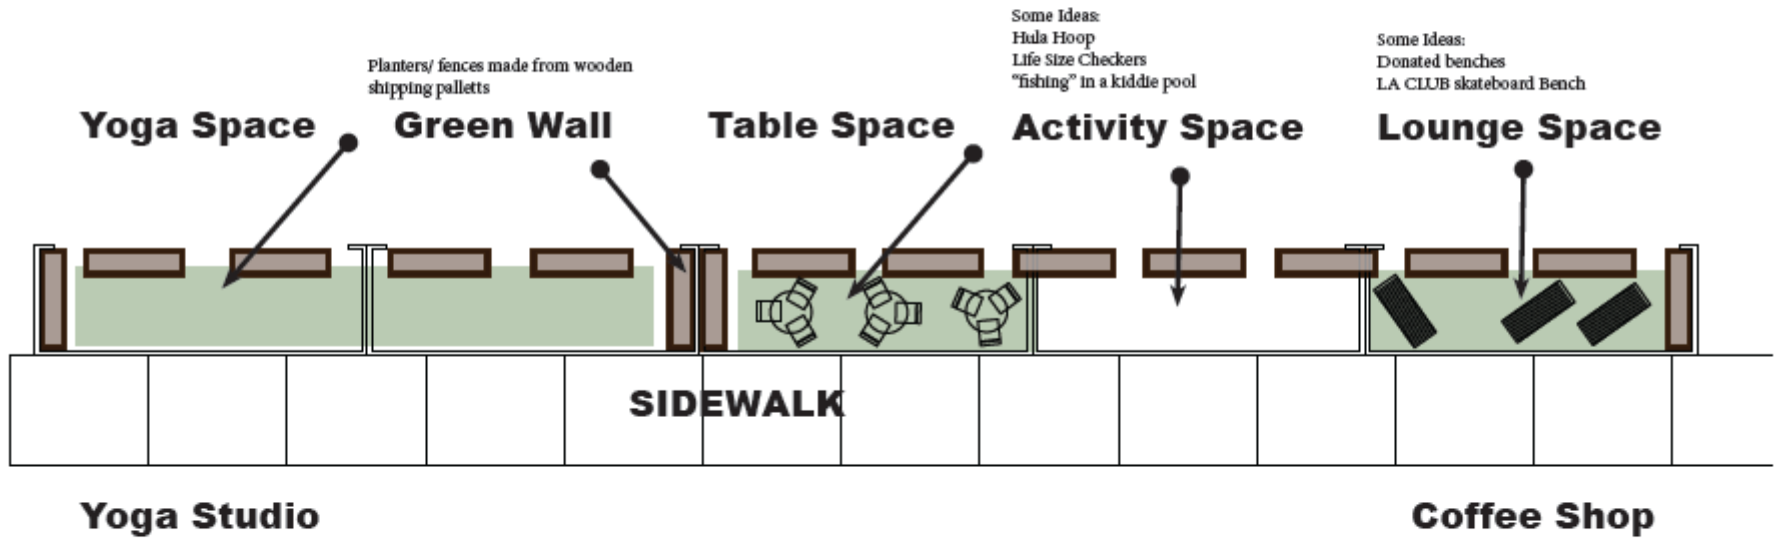 Some Ideas:
Hula Hoop
Life Size Checkers
“fishing” in a kiddie pool
Some Ideas:
Donated benches
LA CLUB skateboard Bench
Planters/ fences made from wooden
shipping palletts
Yoga Space
Green Wall
Table Space
Activity Space
Lounge Space
SIDEWALK
Yoga Studio
Coffee Shop